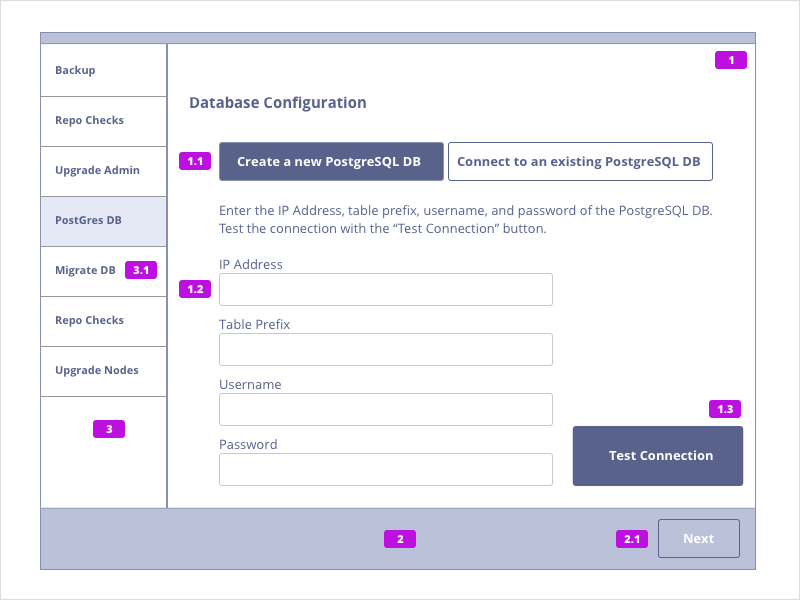 Backup
Repo Checks
Upgrade Admin
PostGres DB
Migrate DB 3.1
Repo Checks
Upgrade Nodes
3
1
Database Configuration
1.1 Create a new PostgreSQL DB Connect to an existing PostgreSQL DB
Enter the IP Address, table prefix, username, and password of the PostgreSQL DB.
Test the connection with the “Test Connection” button.
IP Address
1.2
Table Prefix
Username
1.3
Password
Test Connection
2 2.1 Next